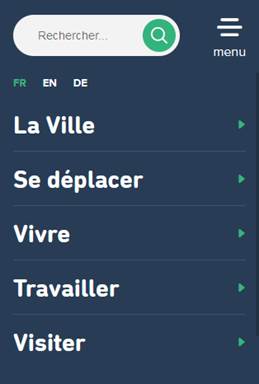 Rechercher...
menu
FR EN DE
La Ville
Se déplacer
Vivre
Travailler
Visiter